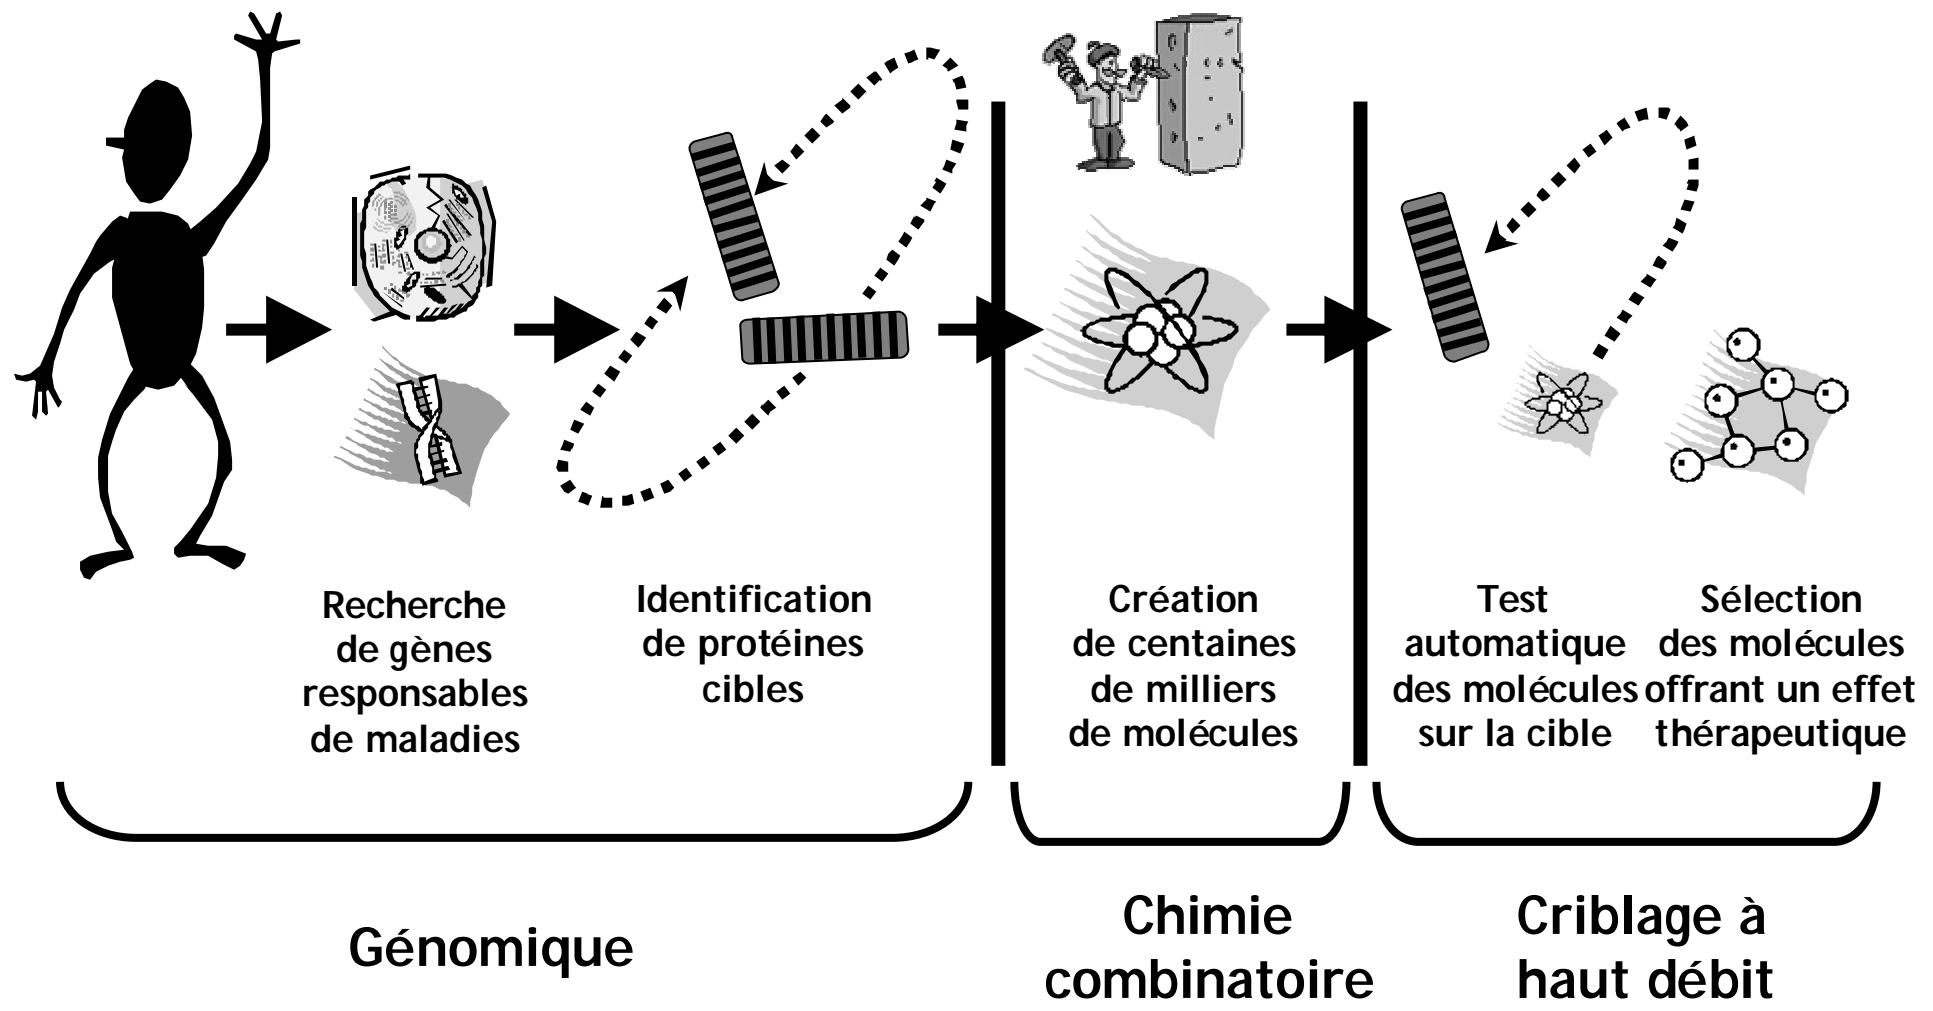 Recherche
de gènes
responsables
de maladies
Identification
de protéines
cibles
Création
de centaines
de milliers
de molécules
Test
automatique
des molécules
sur la cible
Sélection
des molécules
offrant un effet
thérapeutique
Génomique
Chimie
combinatoire
Criblage à
haut débit